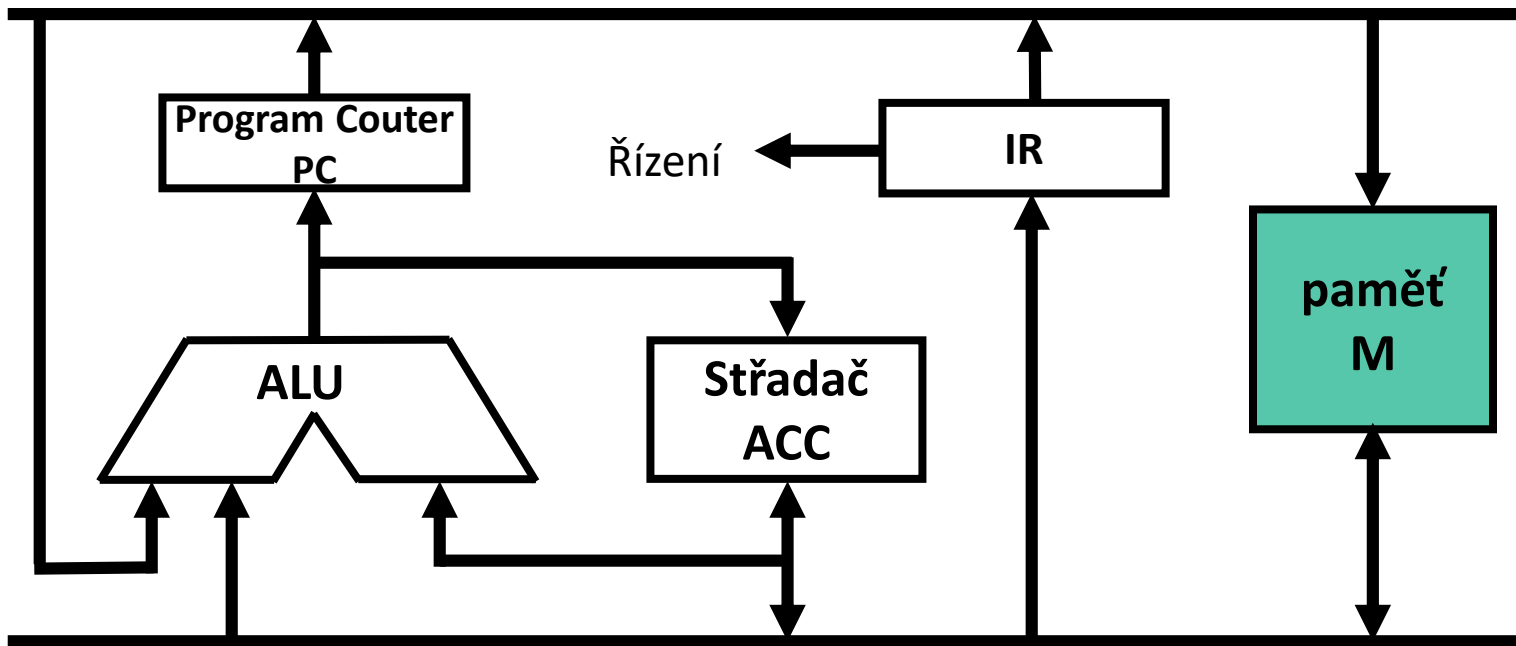 Program Couter
PC
Řízení
IR
paměť
M
ALU
Střadač
ACC